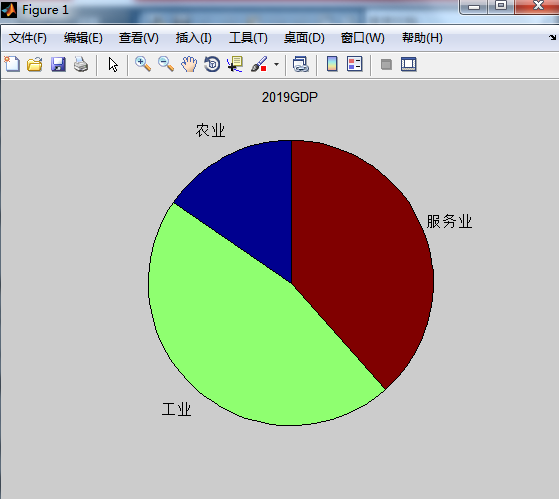 Figure 1
文件(F) 编辑(E) 查看(V) 插入(I) 工具(T) 桌面(D) 窗口(W) 帮助(H)
2019GDP
农业
服务业
工业